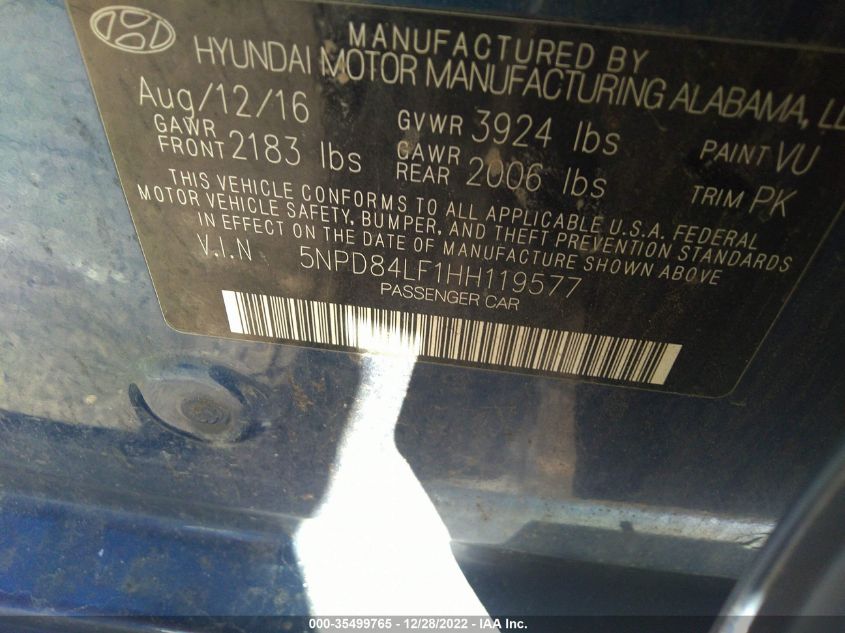 MANUFACTURED BY
HYUNDAI MOTOR MANUFACTURING ALABAMA,
Aug/12/16
GVWR 3924 lbs
PAINT VU
GAWR FRONT 2183 lbs
GAWR REAR 2006 lbs
TRIM PK
THIS VEHICLE CONFORMS TO ALL APPLICABLE U.S.A. FEDERAL
MOTOR VEHICLE SAFETY, BUMPER, AND THEFT PREVENTION STANDARDS
IN EFFECT ON THE DATE OF MANUFACTURE SHOWN ABOVE
V.I.N 5NPD84LF1HH119577
PASSENGER CAR
000-35499765 - 12/28/2022 - IAA Inc.